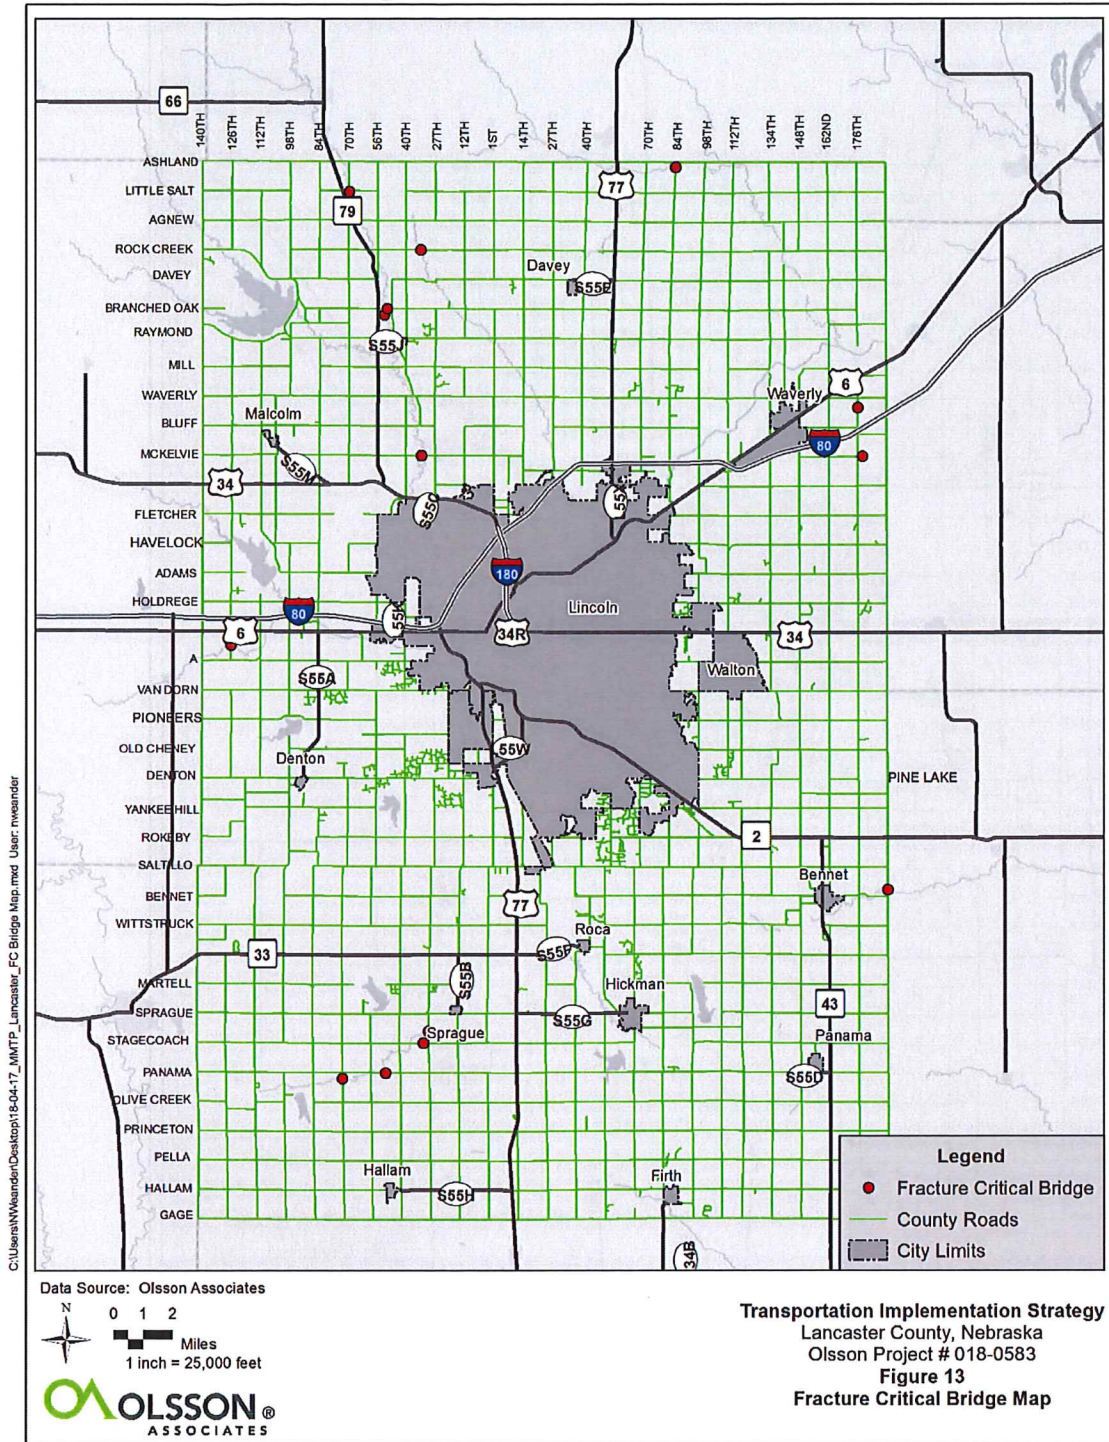 66
140TH
126TH
112TH
98TH
84TH
70TH
56TH
40TH
27TH
12TH
1ST
14TH
27TH
40TH
70TH
84TH
98TH
112TH
134TH
148TH
162ND
176TH
ASHLAND
LITTLE SALT
79
77
AGNEW
ROCK CREEK
DAVEY
Davey
S55E
BRANCHED OAK
RAYMOND
S55J
MILL
WAVERLY
6
Waverly
Malcolm
BLUFF
80
MCKELVIE
S55M
34
FLETCHER
S55C
55X
HAVELOCK
ADAMS
180
HOLDREGE
80
55K
Lincoln
6
34R
34
A
Walton
S55A
VAN DORN
PIONEERS
OLD CHENEY
55W
Denton
DENTON
PINE LAKE
YANKEE HILL
ROKEBY
2
SALTILLO
Bennet
BENNET
77
WITTSTRUCK
Roca
33
S55F
MARTELL
S55B
Hickman
43
SPRAGUE
S55G
Sprague
STAGECOACH
Panama
PANAMA
S55D
OLIVE CREEK
PRINCETON
PELLA
Hallam
Firth
HALLAM
S55H
GAGE
34B
Legend
Fracture Critical Bridge
County Roads
City Limits
C:\Users\NWeander\Desktop\18-04-17_MMTP_Lancaster_FC Bridge Map.mxd User: nweander
Data Source: Olsson Associates
N
0 1 2
Miles
1 inch = 25,000 feet
OLSSON ®
ASSOCIATES
Transportation Implementation Strategy
Lancaster County, Nebraska
Olsson Project # 018-0583
Figure 13
Fracture Critical Bridge Map